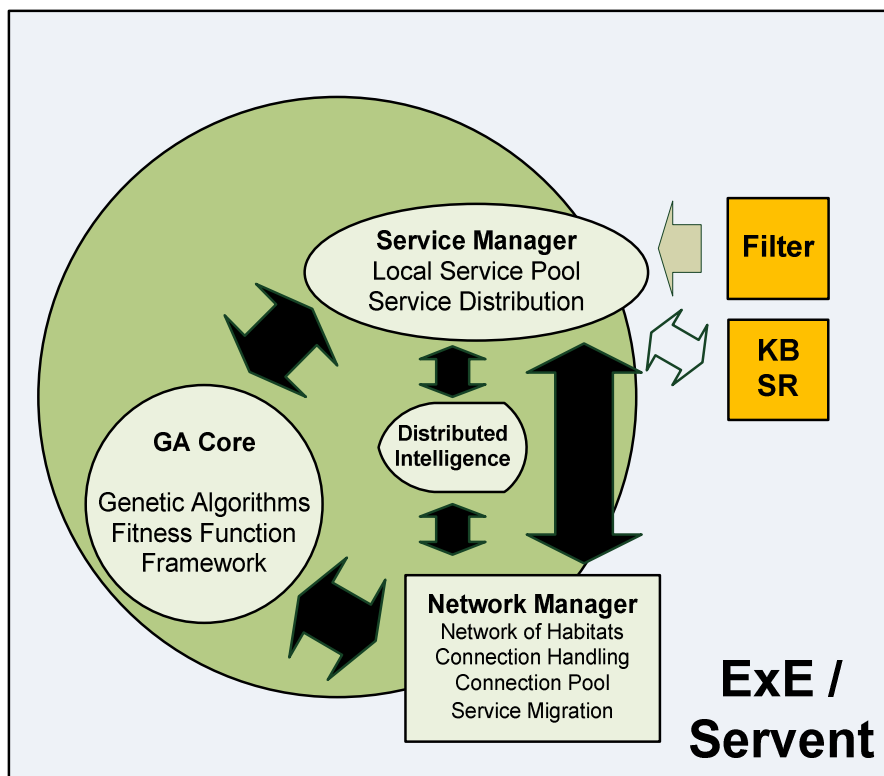 Service Manager
Local Service Pool
Service Distribution
Filter
KB
SR
GA Core
Genetic Algorithms
Fitness Function
Framework
Distributed
Intelligence
Network Manager
Network of Habitats
Connection Handling
Connection Pool
Service Migration
ExE /
Servent